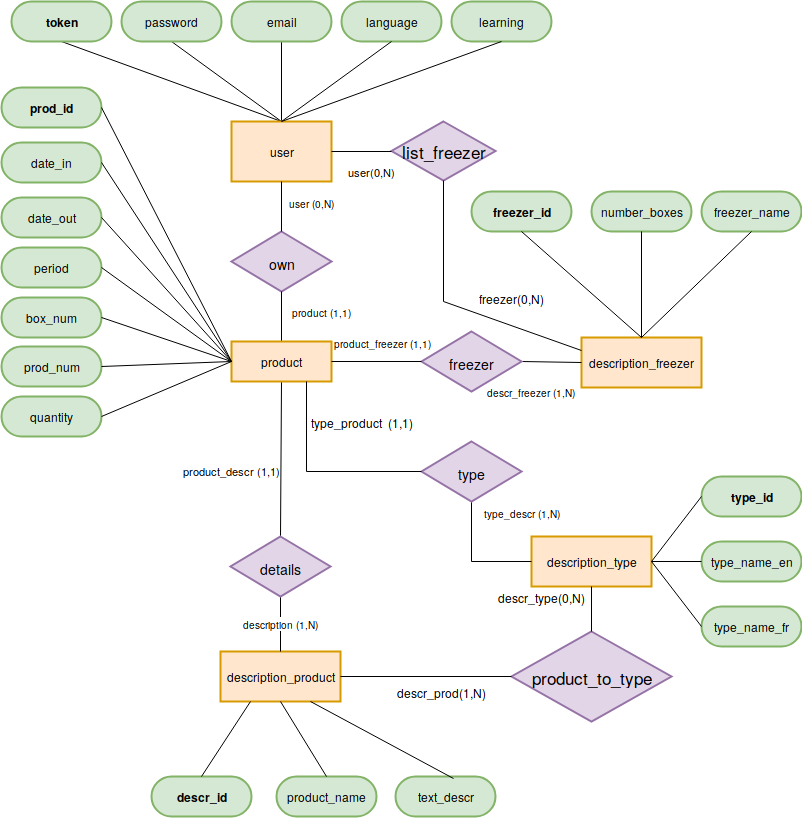 token
password
email
language
learning
prod_id
date_in
date_out
period
box_num
prod_num
quantity
user
list_freezer
user(0,N)
user (0,N)
freezer_id
number_boxes
freezer_name
own
freezer(0,N)
product (1,1)
product_freezer (1,1)
product
freezer
description_freezer
descr_freezer (1,N)
type_product (1,1)
product_descr (1,1)
type
type_descr (1,N)
type_id
type_name_en
type_name_fr
details
description_type
descr_type(0,N)
description (1,N)
description_product
product_to_type
descr_prod(1,N)
descr_id
product_name
text_descr